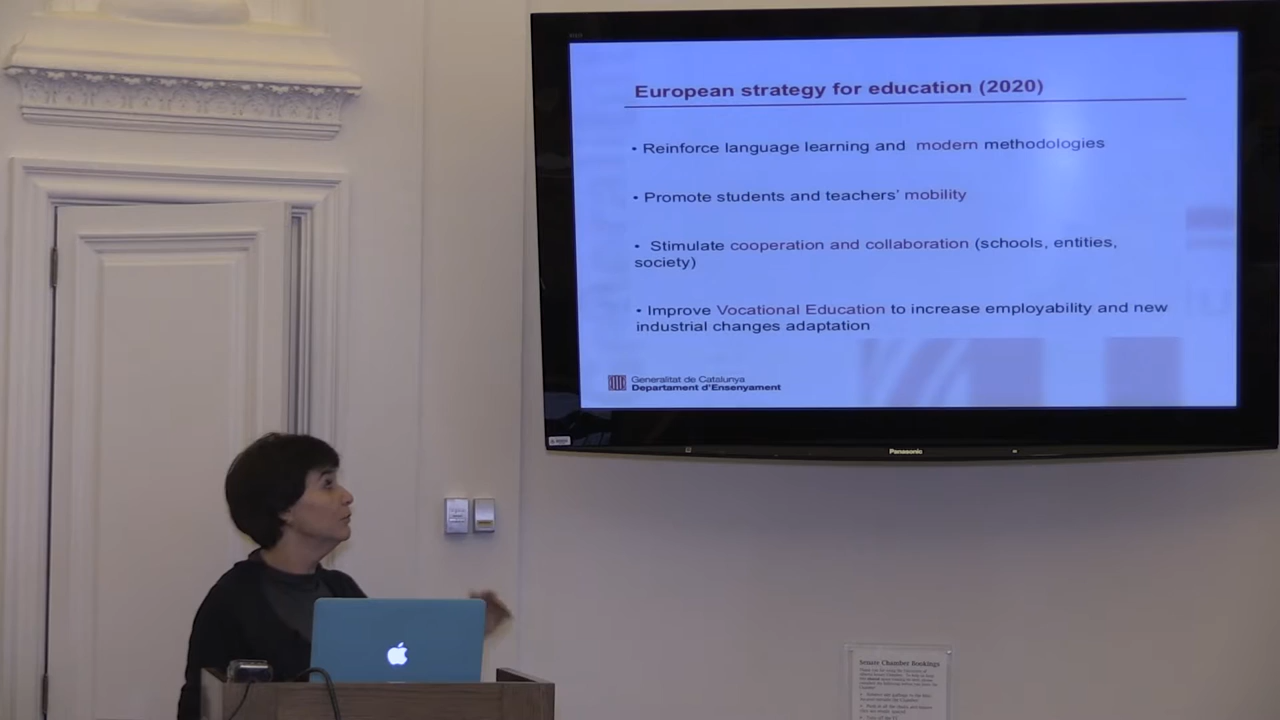 European strategy for education (2020)
• Reinforce language learning and modern methodologies
• Promote students and teachers' mobility
• Stimulate cooperation and collaboration (schools, entities,
society)
• Improve Vocational Education to increase employability and new
industrial changes adaptation
Generalitat de Catalunya
Departament d'Ensenyament
Panasonic
Senate Chamber Bookings